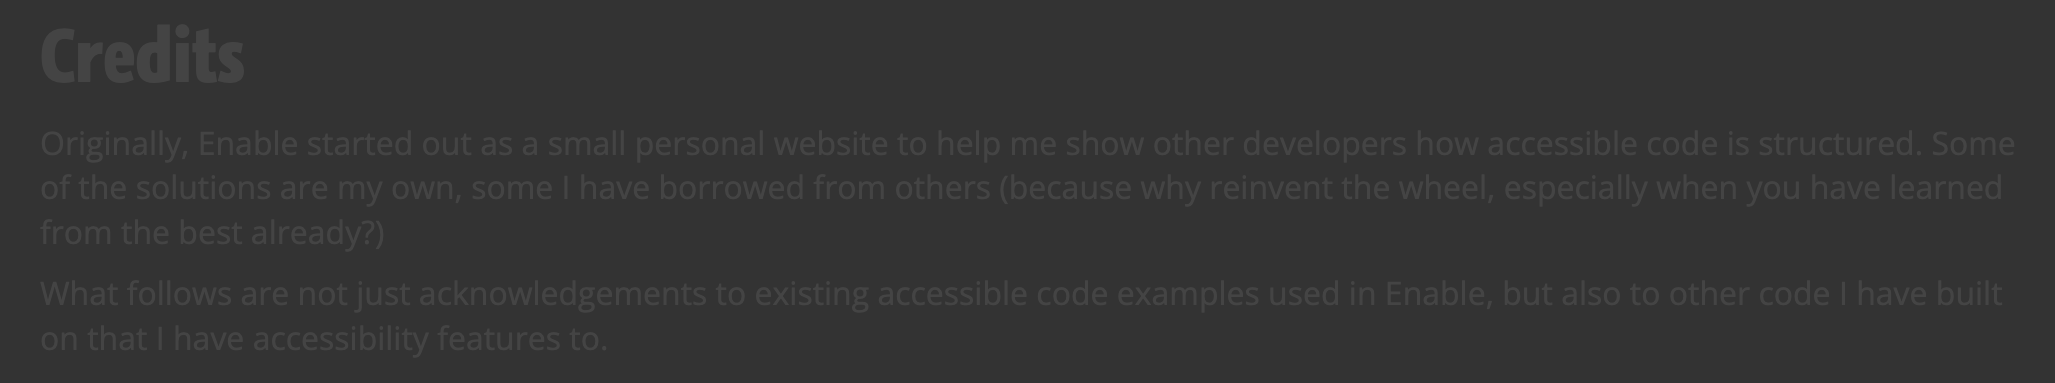 Credits
Originally, Enable started out as a small personal website to help me show other developers how accessible code is structured. Some
of the solutions are my own, some I have borrowed from others (because why reinvent the wheel, especially when you have learned
from the best already?)
What follows are not just acknowledgements to existing accessible code examples used in Enable, but also to other code I have built
on that I have accessibility features to.